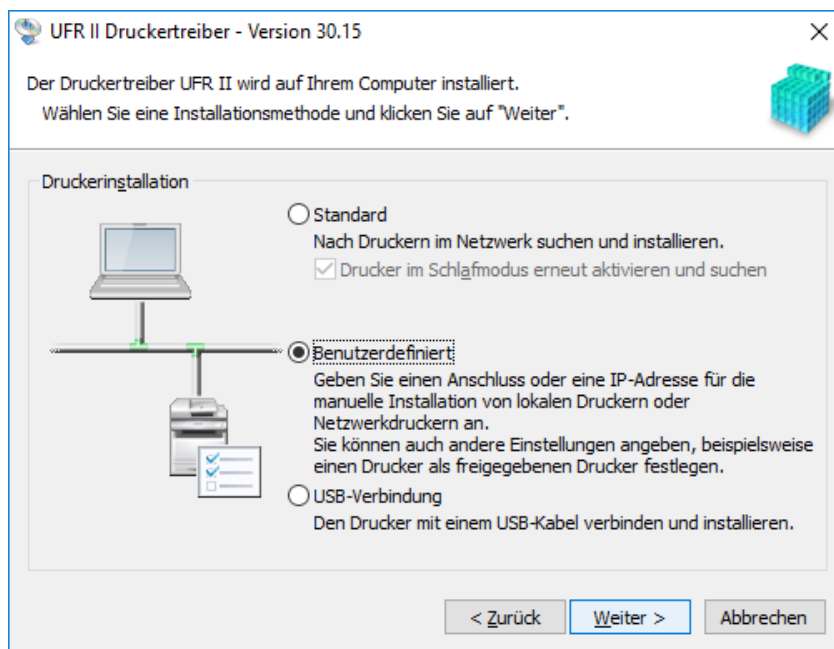 UFR II Druckertreiber - Version 30.15
Der Druckertreiber UFR II wird auf Ihrem Computer installiert.
Wählen Sie eine Installationsmethode und klicken Sie auf "Weiter".
Druckerinstallation
Standard
Nach Druckern im Netzwerk suchen und installieren.
Drucker im Schlafmodus erneut aktivieren und suchen
Benutzerdefiniert
Geben Sie einen Anschluss oder eine IP-Adresse für die
manuelle Installation von lokalen Druckern oder
Netzwerkdruckern an.
Sie können auch andere Einstellungen angeben, beispielsweise
einen Drucker als freigegebenen Drucker festlegen.
USB-Verbindung
Den Drucker mit einem USB-Kabel verbinden und installieren.
< Zurück Weiter > Abbrechen